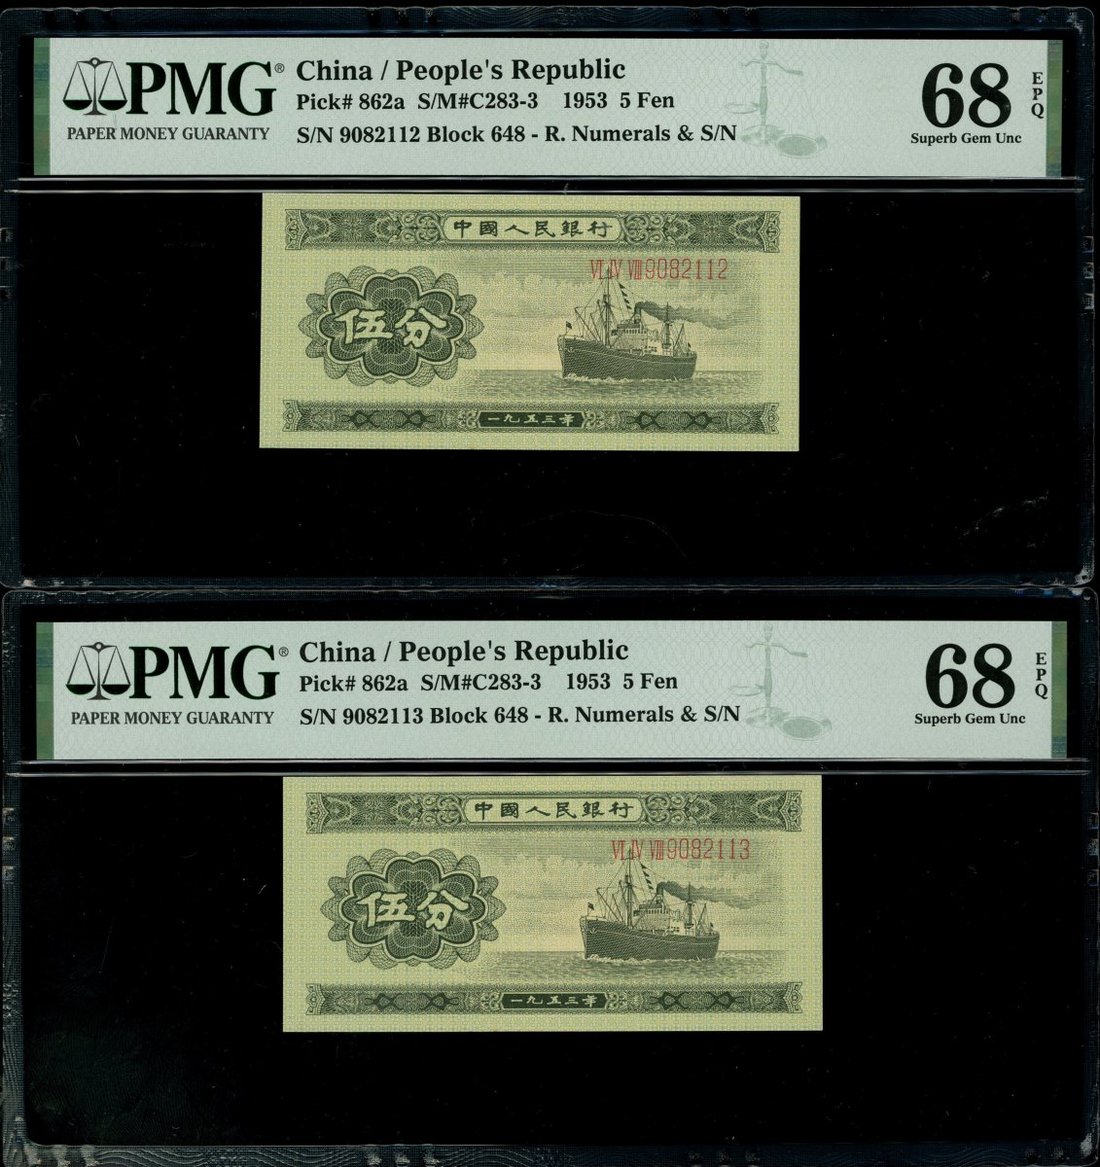 PMG®
PAPER MONEY GUARANTY
China / People's Republic
Pick# 862a S/M#C283-3 1953 5 Fen
S/N 9082112 Block 648 - R. Numerals & S/N
68
EPQ
Superb Gem Unc
中國人民銀行
VI IV VIII 9082112
伍分
一九五三年
PMG®
PAPER MONEY GUARANTY
China / People's Republic
Pick# 862a S/M#C283-3 1953 5 Fen
S/N 9082113 Block 648 - R. Numerals & S/N
68
EPQ
Superb Gem Unc
中國人民銀行
VI IV VIII 9082113
伍分
一九五三年